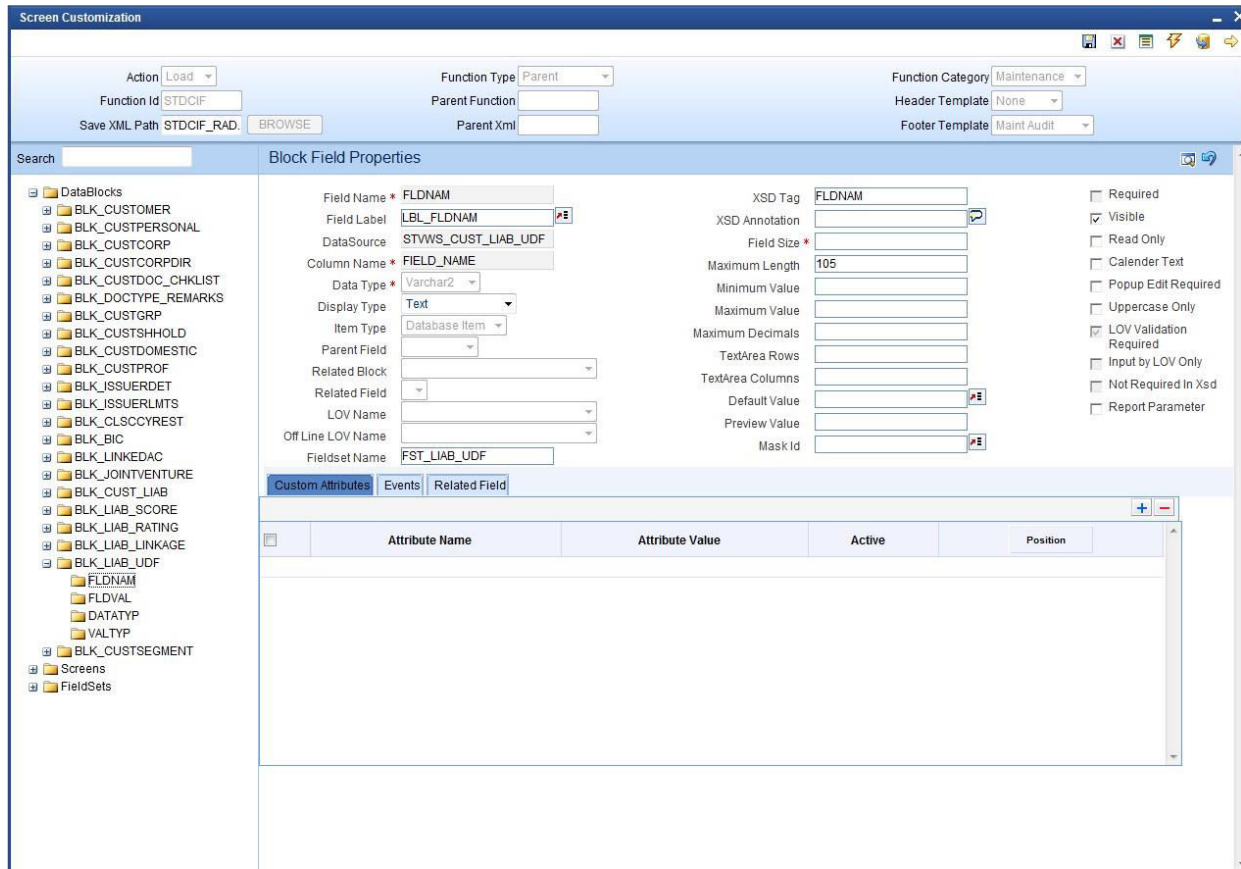 Screen Customization
Action Load
Function Type Parent
Function Category Maintenance
Function Id STDCIF
Parent Function
Header Template None
Save XML Path STDCIF_RAD. BROWSE
Parent Xml
Footer Template Maint Audit
Search
Block Field Properties
DataBlocks
BLK_CUSTOMER
BLK_CUSTPERSONAL
BLK_CUSTCORP
BLK_CUSTCORPDIR
BLK_CUSTDOC_CHKLIST
BLK_DOCTYPE_REMARKS
BLK_CUSTGRP
BLK_CUSTSHHOLD
BLK_CUSTDOMESTIC
BLK_CUSTPROF
BLK_ISSUERDET
BLK_ISSUERLMTS
BLK_CLSCCYREST
BLK_BIC
BLK_LINKEDAC
BLK_JOINTVENTURE
BLK_CUST_LIAB
BLK_LIAB_SCORE
BLK_LIAB_RATING
BLK_LIAB_LINKAGE
BLK_LIAB_UDF
FLDNAM
FLDVAL
DATATYP
VALTYP
BLK_CUSTSEGMENT
Screens
FieldSets
Field Name * FLDNAM
Field Label LBL_FLDNAM
DataSource STVWS_CUST_LIAB_UDF
Column Name * FIELD_NAME
Data Type * Varchar2
Display Type Text
Item Type Database Item
Parent Field
Related Block
Related Field
LOV Name
Off Line LOV Name
Fieldset Name FST_LIAB_UDF
XSD Tag FLDNAM
XSD Annotation
Field Size *
Maximum Length 105
Minimum Value
Maximum Value
Maximum Decimals
TextArea Rows
TextArea Columns
Default Value
Preview Value
Mask Id
Required
Visible
Read Only
Calender Text
Popup Edit Required
Uppercase Only
LOV Validation
Required
Input by LOV Only
Not Required In Xsd
Report Parameter
Custom Attributes Events Related Field
Attribute Name Attribute Value Active Position